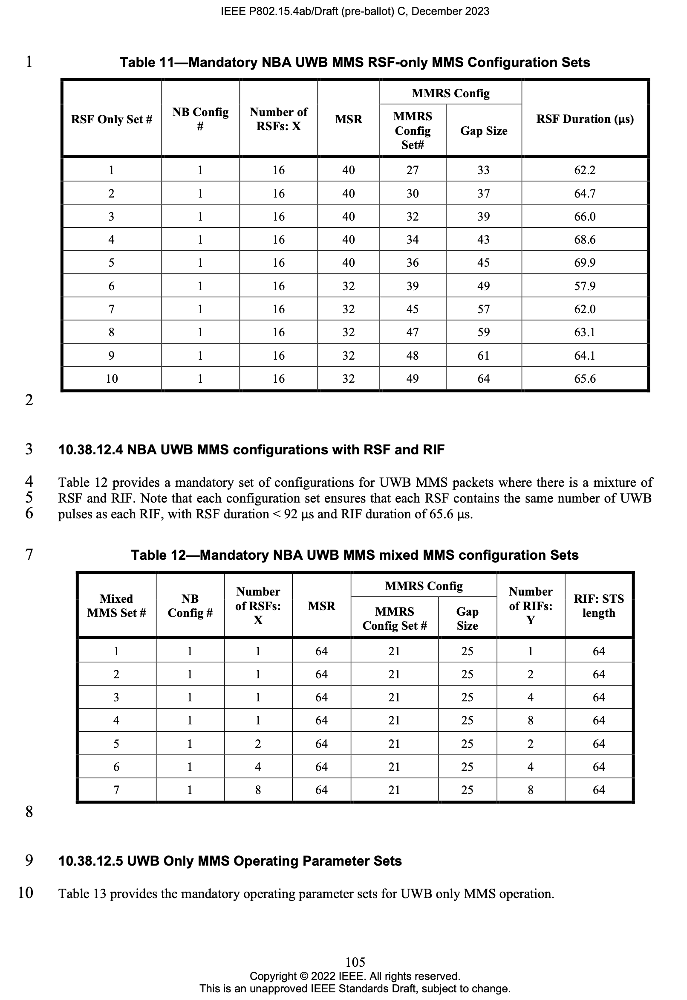 IEEE P802.15.4ab/Draft (pre-ballot) C, December 2023
1 Table 11—Mandatory NBA UWB MMS RSF-only MMS Configuration Sets
RSF Only Set # NB Config # Number of RSFs: X MSR MMRS Config MMRS Config Set# Gap Size RSF Duration (µs)
1 1 16 40 27 33 62.2
2 1 16 40 30 37 64.7
3 1 16 40 32 39 66.0
4 1 16 40 34 43 68.6
5 1 16 40 36 45 69.9
6 1 16 32 39 49 57.9
7 1 16 32 45 57 62.0
8 1 16 32 47 59 63.1
9 1 16 32 48 61 64.1
10 1 16 32 49 64 65.6
2
3 10.38.12.4 NBA UWB MMS configurations with RSF and RIF
4 Table 12 provides a mandatory set of configurations for UWB MMS packets where there is a mixture of
5 RSF and RIF. Note that each configuration set ensures that each RSF contains the same number of UWB
6 pulses as each RIF, with RSF duration < 92 µs and RIF duration of 65.6 µs.
7 Table 12—Mandatory NBA UWB MMS mixed MMS configuration Sets
Mixed MMS Set # NB Config # Number of RSFs: X MSR MMRS Config MMRS Config Set # Gap Size Number of RIFs: Y RIF: STS length
1 1 1 64 21 25 1 64
2 1 1 64 21 25 2 64
3 1 1 64 21 25 4 64
4 1 1 64 21 25 8 64
5 1 2 64 21 25 2 64
6 1 4 64 21 25 4 64
7 1 8 64 21 25 8 64
8
9 10.38.12.5 UWB Only MMS Operating Parameter Sets
10 Table 13 provides the mandatory operating parameter sets for UWB only MMS operation.
105
Copyright © 2022 IEEE. All rights reserved.
This is an unapproved IEEE Standards Draft, subject to change.